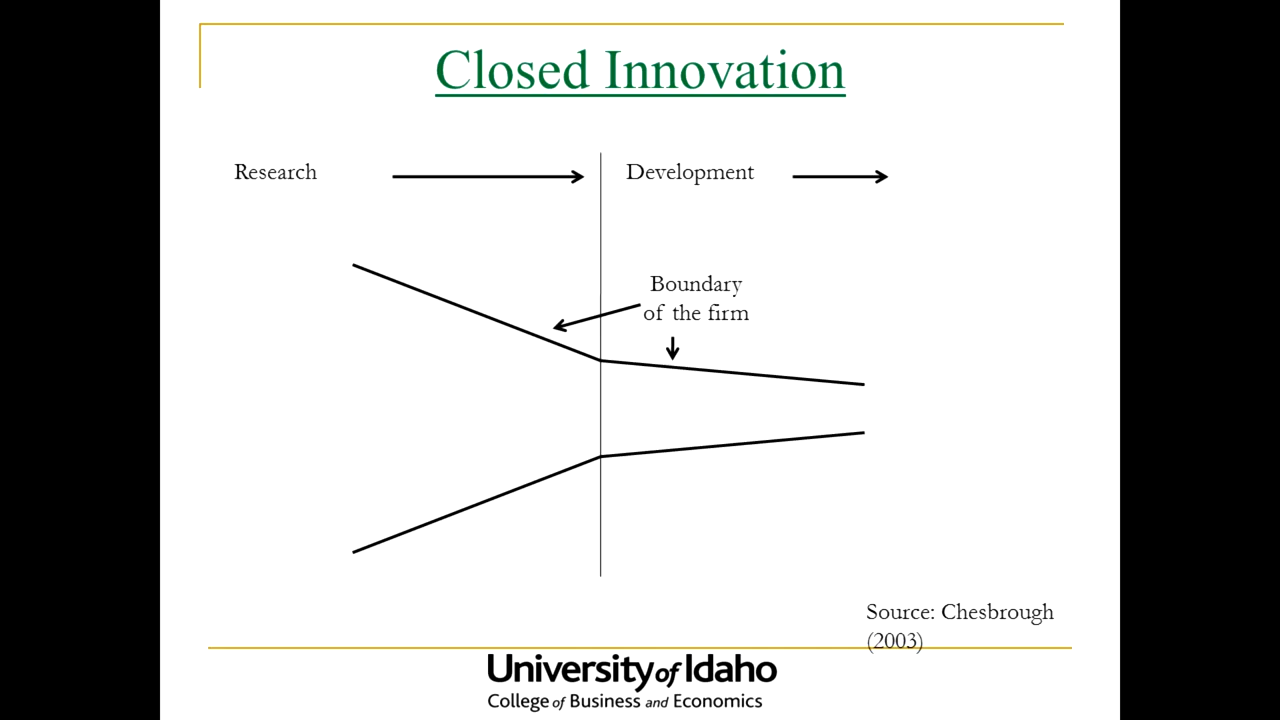 Closed Innovation
Research
Development
Boundary
of the firm
Source: Chesbrough
(2003)
University of Idaho
College of Business and Economics